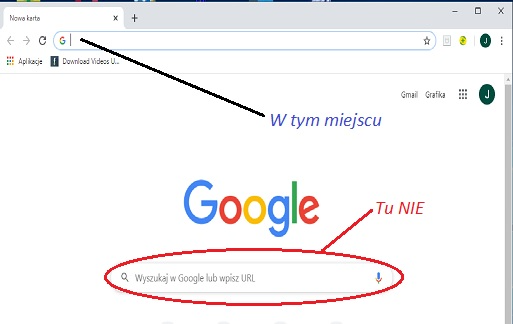 Nowa karta
Aplikacje
Download Videos U...
J
Gmail
Grafika
J
W tym miejscu
Google
Tu NIE
Wyszukaj w Google lub wpisz URL